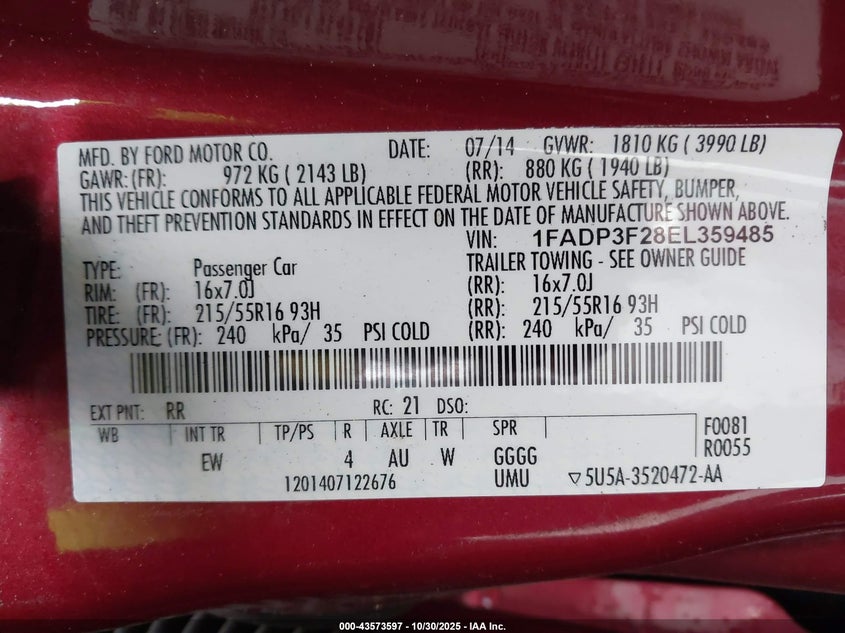 MFD. BY FORD MOTOR CO. DATE: 07/14 GVWR: 1810 KG ( 3990 LB)
GAWR: (FR): 972 KG ( 2143 LB) (RR): 880 KG ( 1940 LB)
THIS VEHICLE CONFORMS TO ALL APPLICABLE FEDERAL MOTOR VEHICLE SAFETY, BUMPER,
AND THEFT PREVENTION STANDARDS IN EFFECT ON THE DATE OF MANUFACTURE SHOWN ABOVE.
VIN: 1FADP3F28EL359485
TYPE: Passenger Car TRAILER TOWING - SEE OWNER GUIDE
RIM: (FR): 16x7.0J (RR): 16x7.0J
TIRE: (FR): 215/55R16 93H (RR): 215/55R16 93H
PRESSURE: (FR): 240 kPa/ 35 PSI COLD (RR): 240 kPa/ 35 PSI COLD
EXT PNT: RR RC: 21 DSO:
WB INT TR TP/PS R AXLE TR SPR F0081
EW 4 AU W GGGG R0055
1201407122676 UMU ▽5U5A-3520472-AA
000-43573597 - 10/30/2025 - IAA Inc.